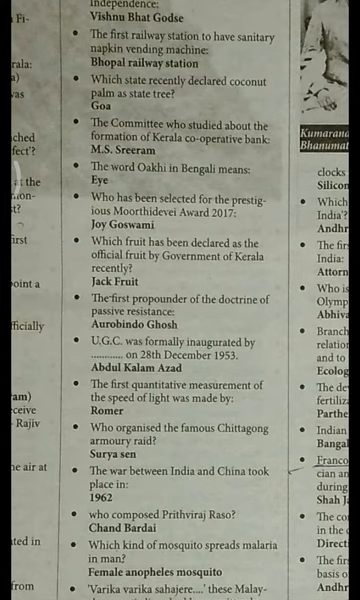 Independence:
Vishnu Bhat Godse
• The first railway station to have sanitary
napkin vending machine:
Bhopal railway station
• Which state recently declared coconut
palm as state tree?
Goa
• The Committee who studied about the
formation of Kerala co-operative bank:
M.S. Sreeram
• The word Oakhi in Bengali means:
Eye
• Who has been selected for the prestig-
ious Moorthidevei Award 2017:
Joy Goswami
• Which fruit has been declared as the
official fruit by Government of Kerala
recently?
Jack Fruit
• The first propounder of the doctrine of
passive resistance:
Aurobindo Ghosh
• U.G.C. was formally inaugurated by
............ on 28th December 1953.
Abdul Kalam Azad
• The first quantitative measurement of
the speed of light was made by:
Romer
• Who organised the famous Chittagong
armoury raid?
Surya sen
• The war between India and China took
place in:
1962
• who composed Prithviraj Raso?
Chand Bardai
• Which kind of mosquito spreads malaria
in man?
Female anopheles mosquito
• 'Varika varika sahajere....' these Malay-
Fi-
rala:
a)
vas
ched
fect'?
at the
non-
st?
irst
oint a
ficially
am)
ceive
- Rajiv
he air at
ated in
from
Kumarana
Bhanumat
clocks
Silicon
• Which
India'?
Andhr
• The fir
India:
Attorn
• Who is
Olymp
Abhiva
• Branch
relation
and to
Ecolog
• The de
fertiliz
Parthe
• Indian
Bangal
• Franco
cian an
during
Shah J
• The co
in the c
Direct
• The firs
basis o
Andhr